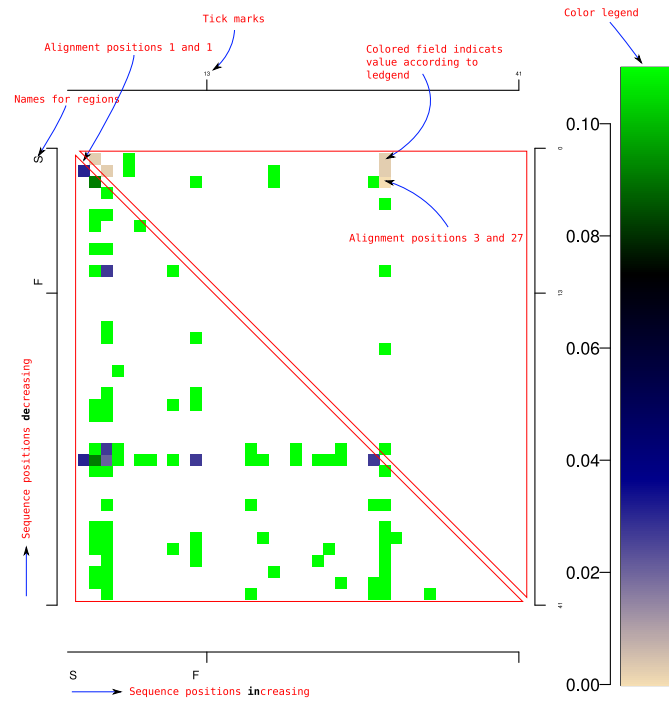 Color legend
Tick marks
Alignment positions 1 and 1
Colored field indicats
value according to
ledgend
13
41
Names for regions
0.10
S
0
0.08
Alignment positions 3 and 27
F
13
0.06
Sequence positions decreasing
0.04
0.02
41
S
F
0.00
Sequence positions increasing